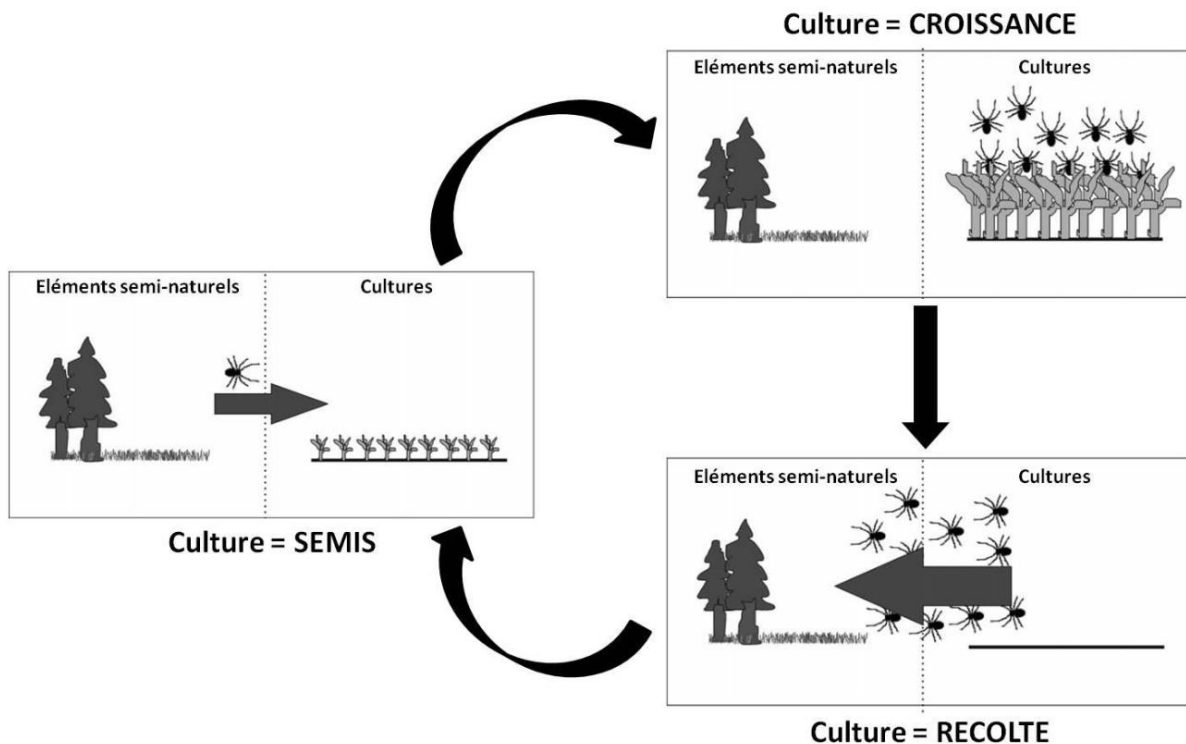 Culture = CROISSANCE
Eléments semi-naturels
Cultures
Eléments semi-naturels
Cultures
Culture = SEMIS
Eléments semi-naturels
Cultures
Culture = RECOLTE